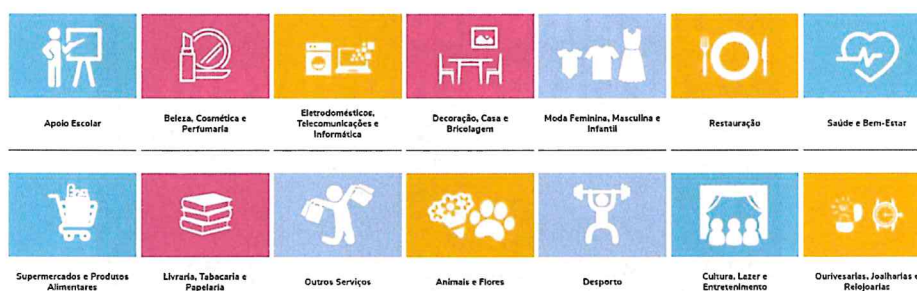 Apoio Escolar
Beleza, Cosmética e
Perfumaria
Eletrodomésticos,
Telecomunicações e
Informática
Decoração, Casa e
Bricolagem
Moda Feminina, Masculina e
Infantil
Restauração
Saúde e Bem-Estar
Supermercados e Produtos
Alimentares
Livraria, Tabacaria e
Papelaria
Outros Serviços
Animais e Flores
Desporto
Cultura, Lazer e
Entretenimento
Ourivesarias, Joalharias e
Relojoarias